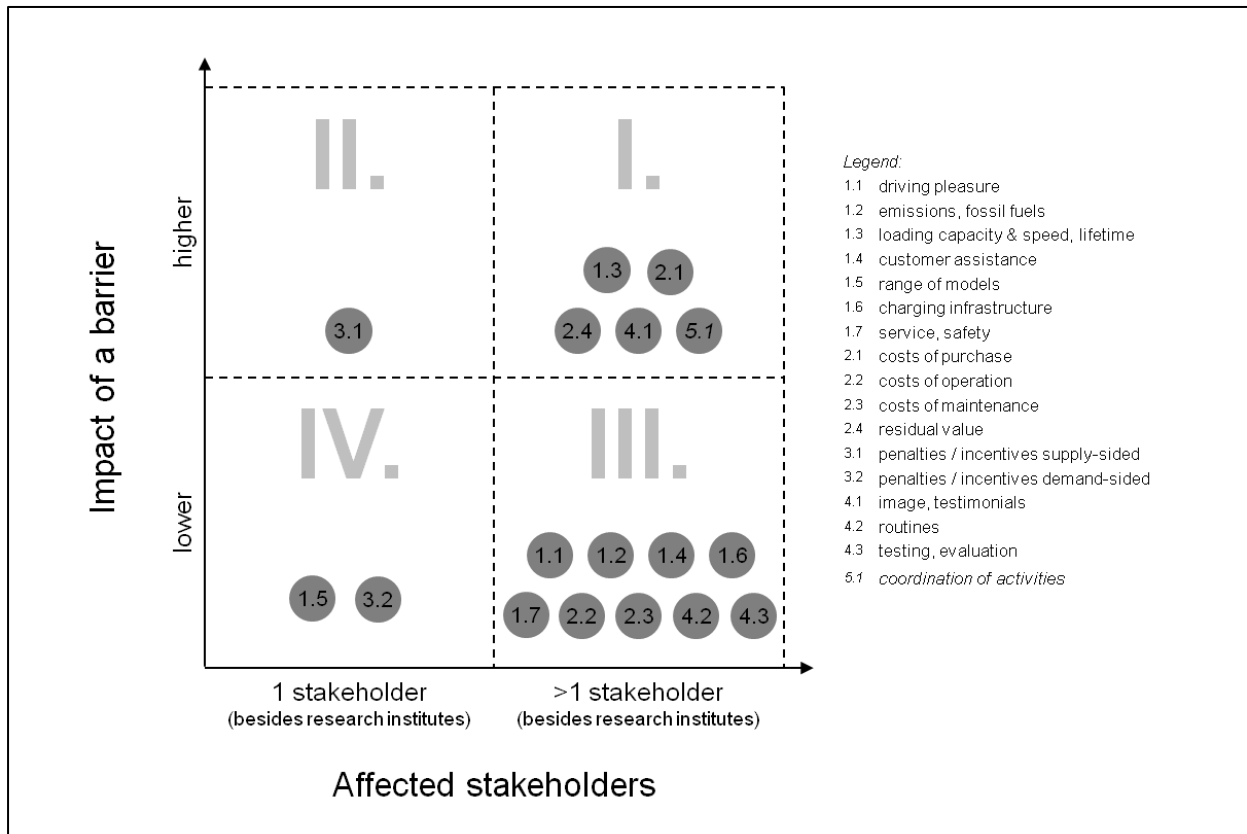 II.
I.
higher
1.3
2.1
3.1
2.4
4.1
5.1
Impact of a barrier
IV.
III.
lower
1.1
1.2
1.4
1.6
1.5
3.2
1.7
2.2
2.3
4.2
4.3
1 stakeholder
(besides research institutes)
>1 stakeholder
(besides research institutes)
Affected stakeholders
Legend:
1.1 driving pleasure
1.2 emissions, fossil fuels
1.3 loading capacity & speed, lifetime
1.4 customer assistance
1.5 range of models
1.6 charging infrastructure
1.7 service, safety
2.1 costs of purchase
2.2 costs of operation
2.3 costs of maintenance
2.4 residual value
3.1 penalties / incentives supply-sided
3.2 penalties / incentives demand-sided
4.1 image, testimonials
4.2 routines
4.3 testing, evaluation
5.1 coordination of activities